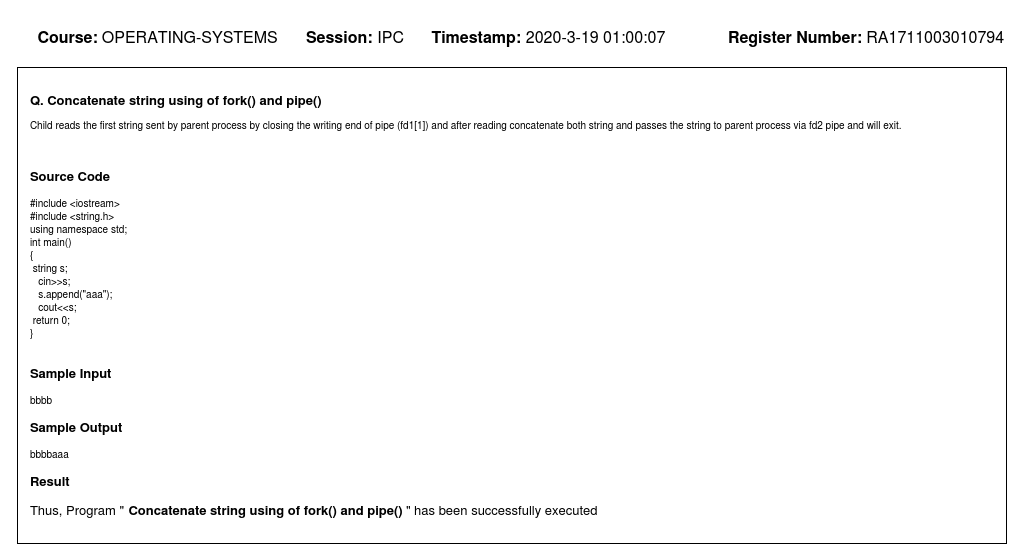 Course: OPERATING-SYSTEMS Session: IPC Timestamp: 2020-3-19 01:00:07 Register Number: RA1711003010794
Q. Concatenate string using of fork() and pipe()
Child reads the first string sent by parent process by closing the writing end of pipe (fd1[1]) and after reading concatenate both string and passes the string to parent process via fd2 pipe and will exit.
Source Code
#include <iostream>
#include <string.h>
using namespace std;
int main()
{
string s;
cin>>s;
s.append("aaa");
cout<<s;
return 0;
}
Sample Input
bbbb
Sample Output
bbbbaaa
Result
Thus, Program " Concatenate string using of fork() and pipe() " has been successfully executed